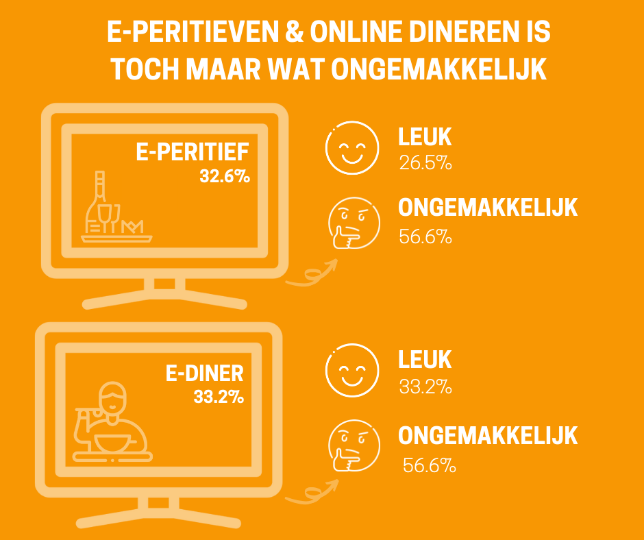 E-PERITIEVEN & ONLINE DINEREN IS
TOCH MAAR WAT ONGEMAKKELIJK
E-PERITIEF
32.6%
LEUK
26.5%
ONGEMAKKELIJK
56.6%
E-DINER
33.2%
LEUK
33.2%
ONGEMAKKELIJK
56.6%